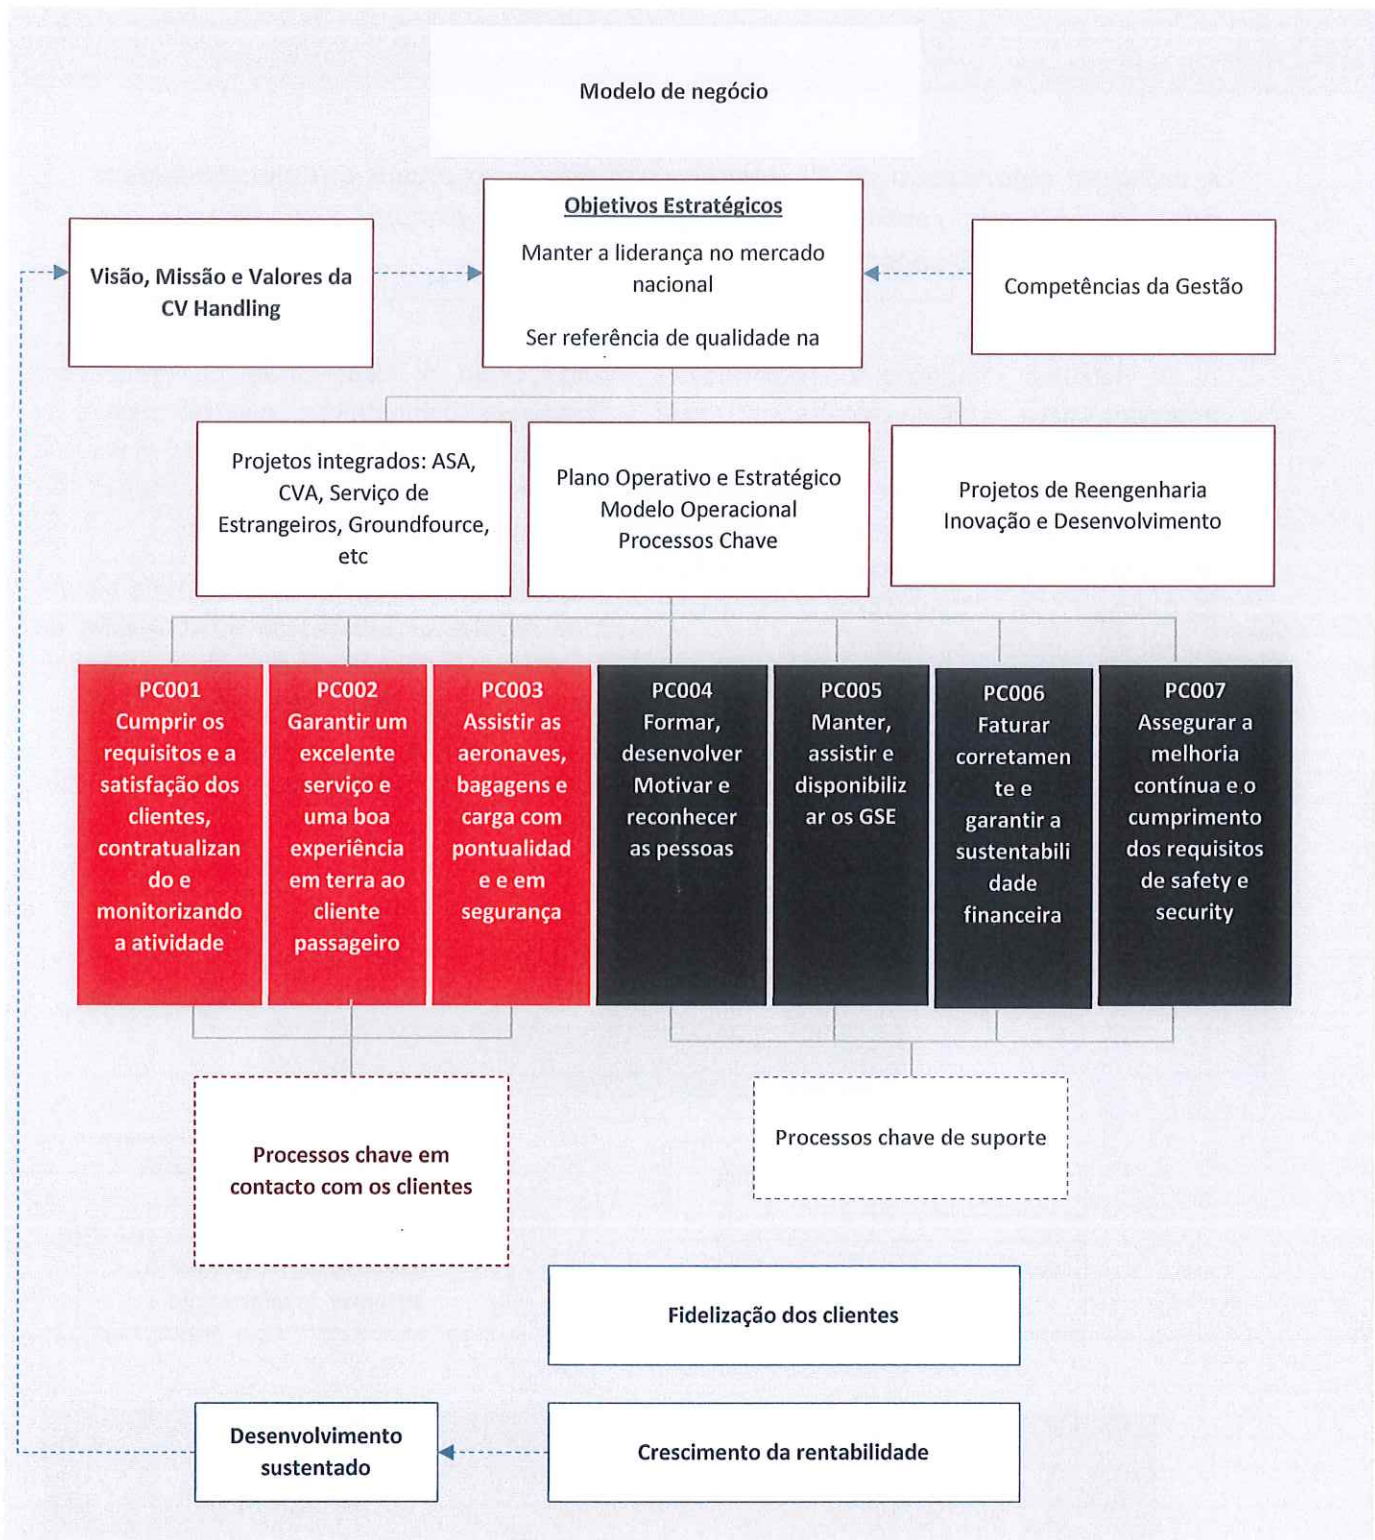 Modelo de negócio
Objetivos Estratégicos
Manter a liderança no mercado
nacional
Ser referência de qualidade na
Visão, Missão e Valores da
CV Handling
Competências da Gestão
Projetos integrados: ASA,
CVA, Serviço de
Estrangeiros, Groundfource,
etc
Plano Operativo e Estratégico
Modelo Operacional
Processos Chave
Projetos de Reengenharia
Inovação e Desenvolvimento
PC001
Cumprir os
requisitos e a
satisfação dos
clientes,
contratualizan
do e
monitorizando
a atividade
PC002
Garantir um
excelente
serviço e
uma boa
experiência
em terra ao
cliente
passageiro
PC003
Assistir as
aeronaves,
bagagens e
carga com
pontualidad
e e em
segurança
PC004
Formar,
desenvolver
Motivar e
reconhecer
as pessoas
PC005
Manter,
assistir e
disponibiliz
ar os GSE
PC006
Faturar
corretamen
te e
garantir a
sustentabili
dade
financeira
PC007
Assegurar a
melhoria
contínua e o
cumprimento
dos requisitos
de safety e
security
Processos chave em
contacto com os clientes
Processos chave de suporte
Fidelização dos clientes
Desenvolvimento
sustentado
Crescimento da rentabilidade